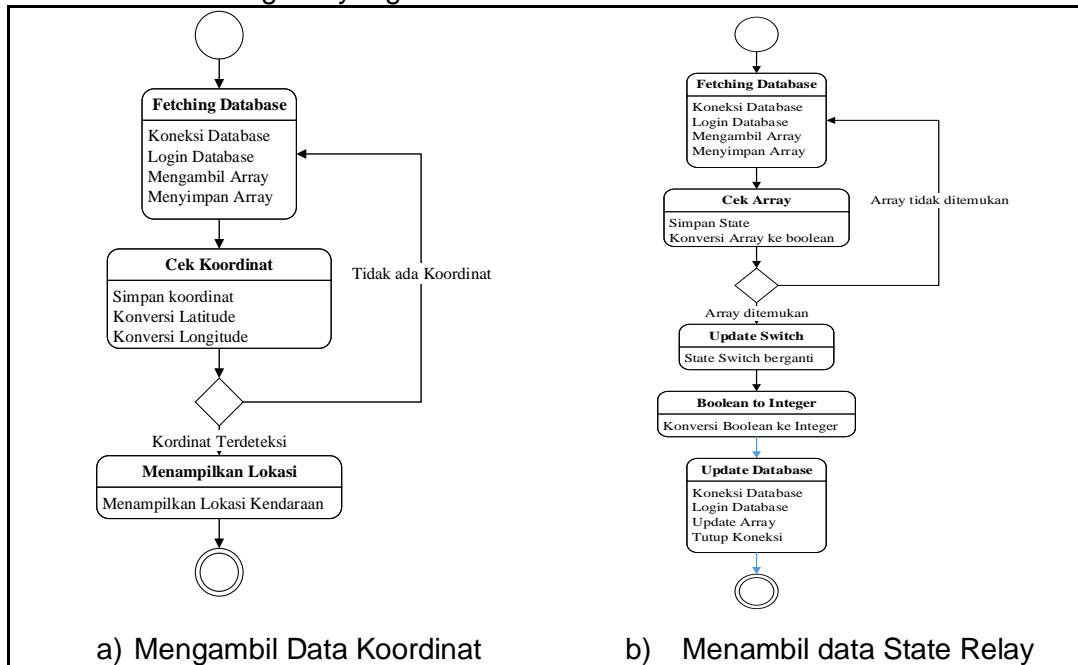 Fetching Database
Koneksi Database
Login Database
Mengambil Array
Menyimpan Array
Cek Koordinat
Simpan koordinat
Konversi Latitude
Konversi Longitude
Tidak ada Koordinat
Kordinat Terdeteksi
Menampilkan Lokasi
Menampilkan Lokasi Kendaraan
a) Mengambil Data Koordinat
Fetching Database
Koneksi Database
Login Database
Mengambil Array
Menyimpan Array
Cek Array
Simpan State
Konversi Array ke boolean
Array tidak ditemukan
Array ditemukan
Update Switch
State Switch berganti
Boolean to Integer
Konversi Boolean ke Integer
Update Database
Koneksi Database
Login Database
Update Array
Tutup Koneksi
b) Menambil data State Relay